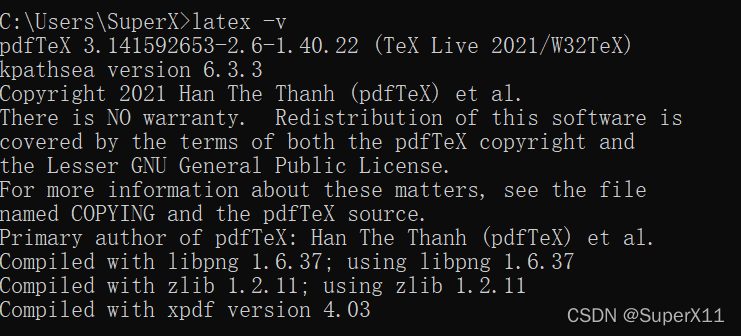 C:\Users\SuperX>latex -v
pdfTeX 3.141592653-2.6-1.40.22 (TeX Live 2021/W32TeX)
kpathsea version 6.3.3
Copyright 2021 Han The Thanh (pdfTeX) et al.
There is NO warranty.  Redistribution of this software is
covered by the terms of both the pdfTeX copyright and
the Lesser GNU General Public License.
For more information about these matters, see the file
named COPYING and the pdfTeX source.
Primary author of pdfTeX: Han The Thanh (pdfTeX) et al.
Compiled with libpng 1.6.37; using libpng 1.6.37
Compiled with zlib 1.2.11; using zlib 1.2.11
Compiled with xpdf version 4.03
CSDN @SuperX11